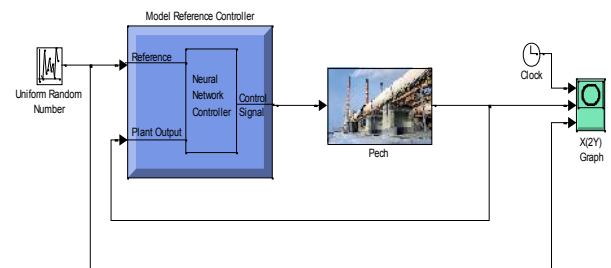 Model Reference Controller
Reference
Neural
Network
Controller
Plant Output
Control
Signal
Uniform Random
Number
Pech
Clock
X(2Y)
Graph